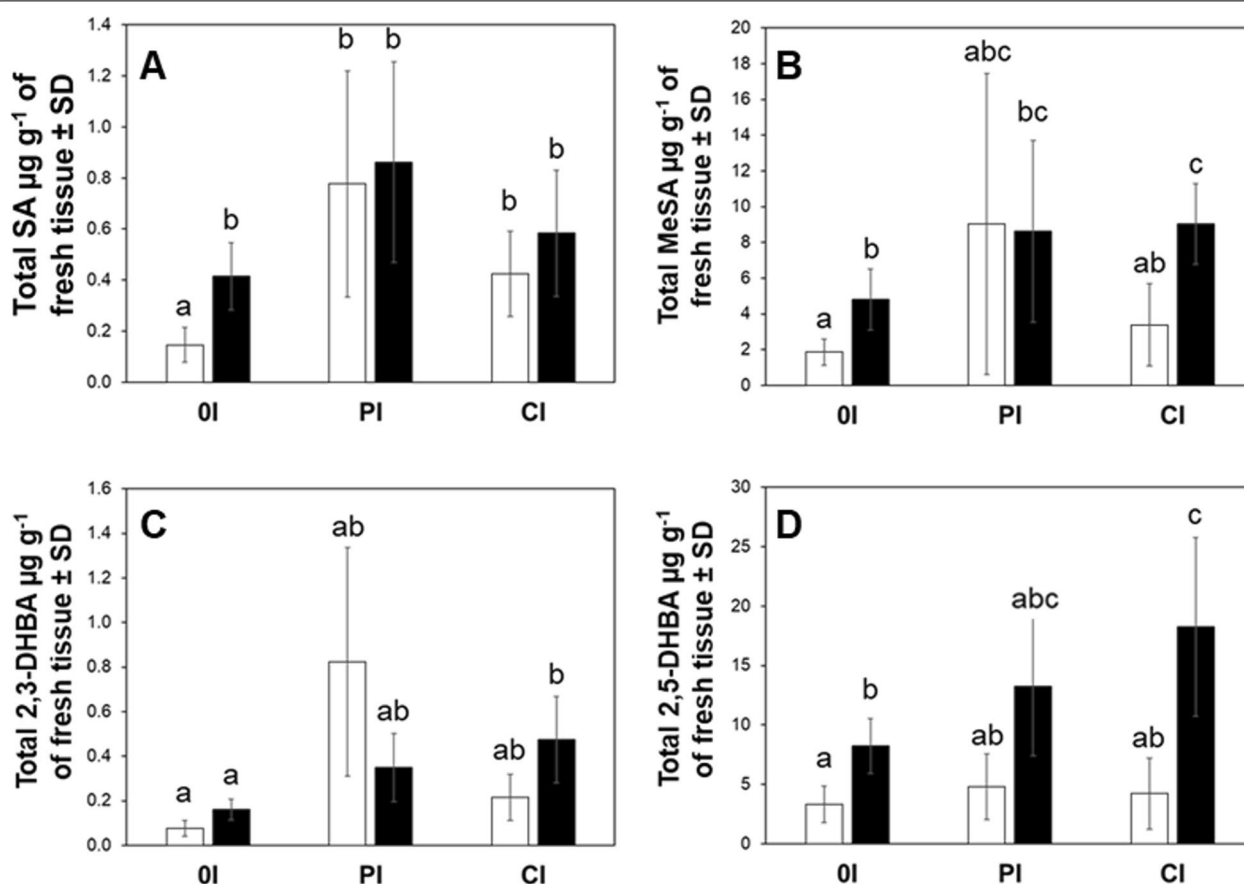 A
Total SA µg g⁻¹ of
fresh tissue ± SD
1.4
1.2
1.0
0.8
0.6
0.4
0.2
0.0
a
b
b
b
b
b
0I
PI
CI
B
Total MeSA µg g⁻¹ of
fresh tissue ± SD
20
18
16
14
12
10
8
6
4
2
0
a
b
abc
bc
ab
c
0I
PI
CI
C
Total 2,3-DHBA µg g⁻¹
of fresh tissue ± SD
1.6
1.4
1.2
1.0
0.8
0.6
0.4
0.2
0.0
a
a
ab
ab
ab
b
0I
PI
CI
D
Total 2,5-DHBA µg g⁻¹
of fresh tissue ± SD
30
25
20
15
10
5
0
a
b
ab
abc
ab
c
0I
PI
CI